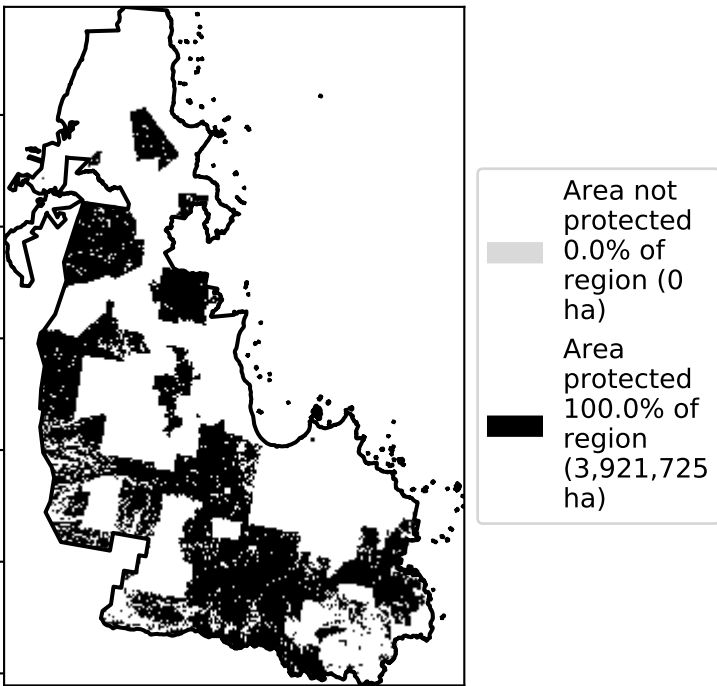 Area not
protected
0.0% of
region (0
ha)
Area
protected
100.0% of
region
(3,921,725
ha)